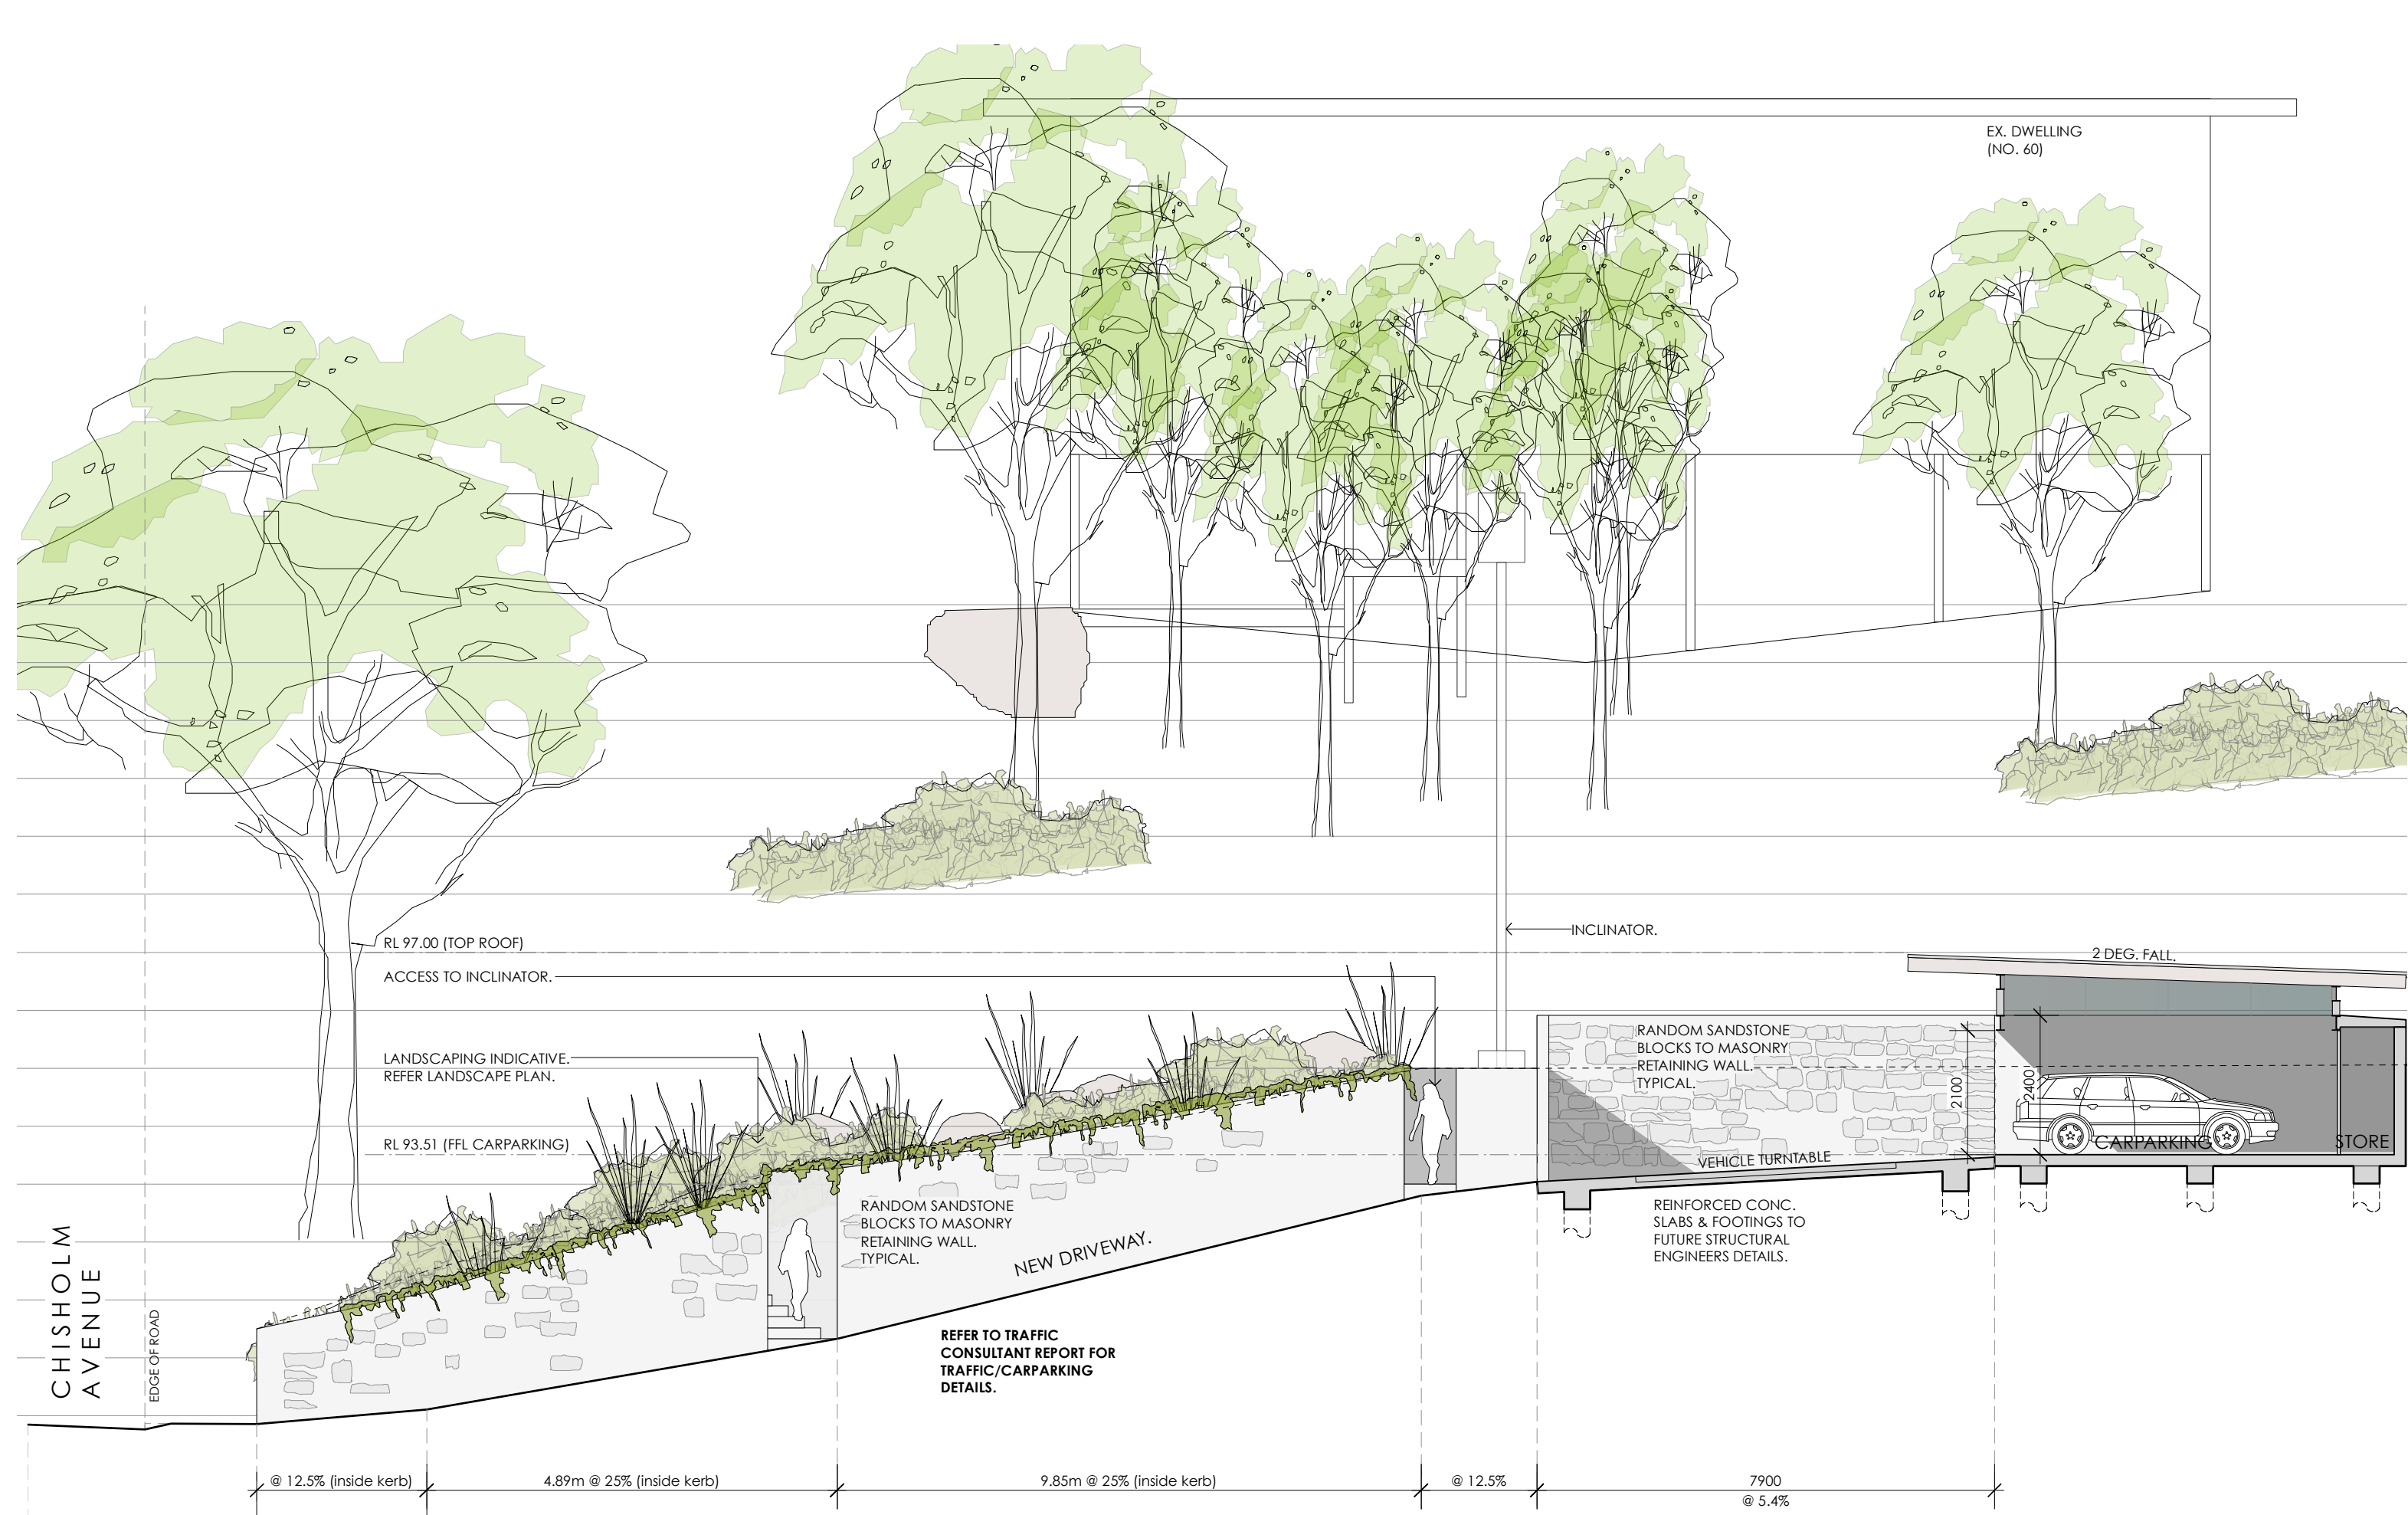 EX. DWELLING
(NO. 60)
INCLINATOR.
RL 97.00 (TOP ROOF)
2 DEG. FALL.
ACCESS TO INCLINATOR.
RANDOM SANDSTONE
BLOCKS TO MASONRY
RETAINING WALL.
TYPICAL.
LANDSCAPING INDICATIVE.
REFER LANDSCAPE PLAN.
2100
2400
RL 93.51 (FFL CARPARKING)
CARPARKING
STORE
VEHICLE TURNTABLE
RANDOM SANDSTONE
BLOCKS TO MASONRY
RETAINING WALL.
TYPICAL.
NEW DRIVEWAY.
REINFORCED CONC.
SLABS & FOOTINGS TO
FUTURE STRUCTURAL
ENGINEERS DETAILS.
CHISHOLM
AVENUE
EDGE OF ROAD
REFER TO TRAFFIC
CONSULTANT REPORT FOR
TRAFFIC/CARPARKING
DETAILS.
@ 12.5% (inside kerb)
4.89m @ 25% (inside kerb)
9.85m @ 25% (inside kerb)
@ 12.5%
7900
@ 5.4%